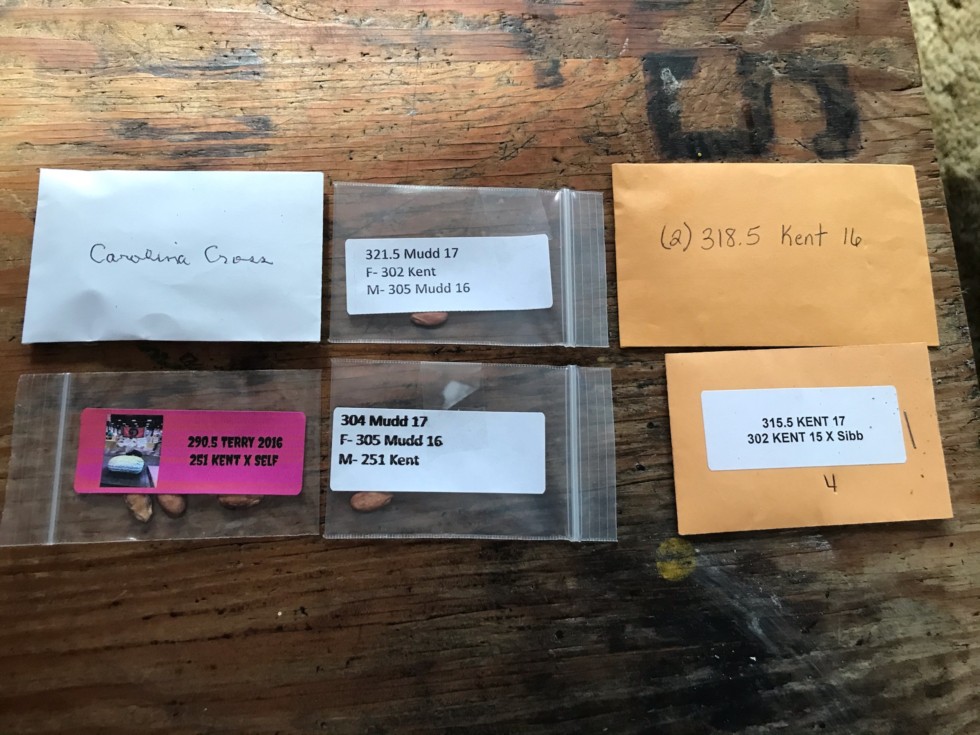 Carolina Cross
321.5 Mudd 17
F- 302 Kent
M- 305 Mudd 16
(2) 318.5 Kent 16
290.5 TERRY 2016
251 KENT X SELF
304 Mudd 17
F- 305 Mudd 16
M- 251 Kent
315.5 KENT 17
302 KENT 15 X Sibb
4